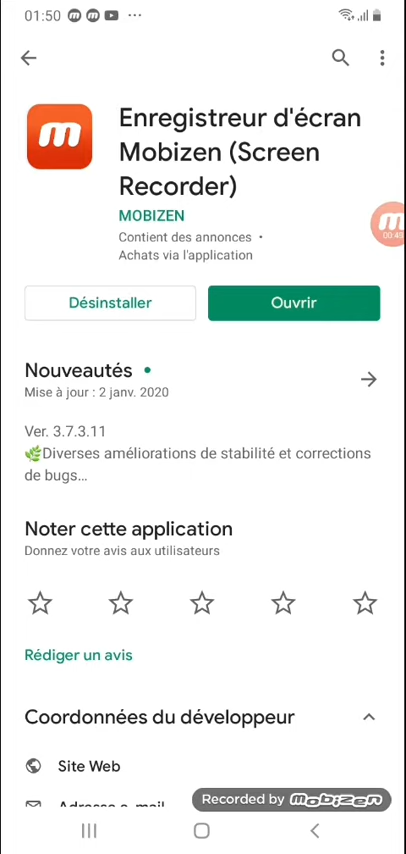 01:50
m
Enregistreur d'écran
Mobizen (Screen
Recorder)
MOBIZEN
Contient des annonces •
Achats via l'application
m
00:49
Désinstaller
Ouvrir
Nouveautés •
Mise à jour : 2 janv. 2020
Ver. 3.7.3.11
🌿Diverses améliorations de stabilité et corrections
de bugs…
Noter cette application
Donnez votre avis aux utilisateurs
Rédiger un avis
Coordonnées du développeur
Site Web
Adresse e-mail
Recorded by mobizen